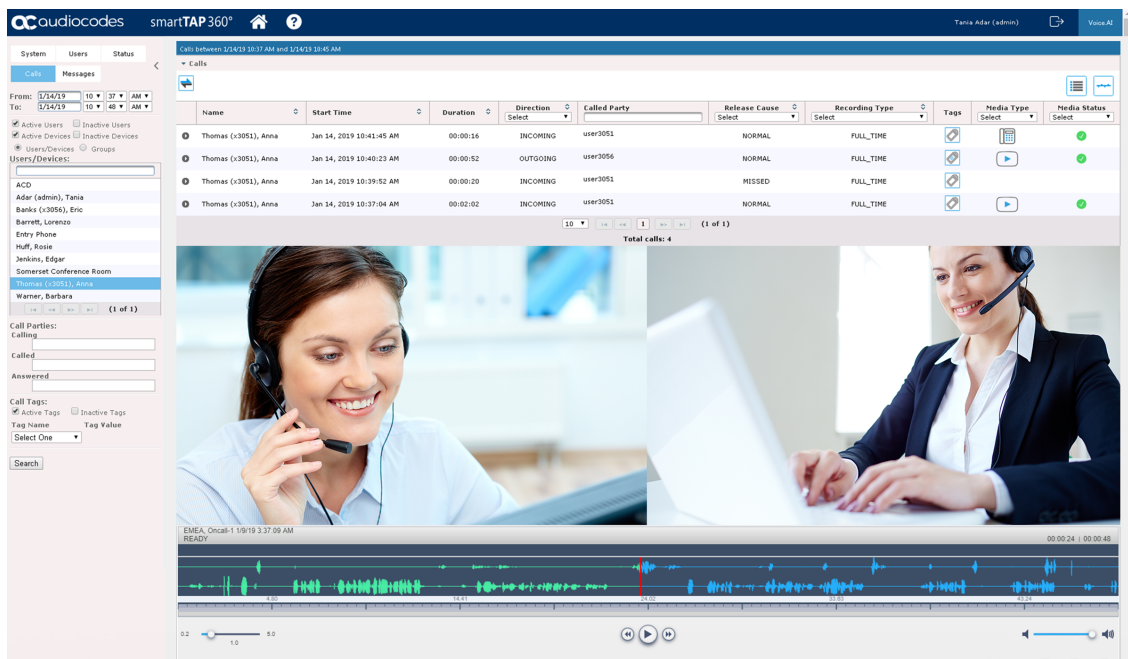 audiocodes smartTAP 360° ? Tania Adar (admin) Voice.AI
System Users Status
Calls Messages
From: 1/14/19 10 37 AM
To: 1/14/19 10 48 AM
Active Users Inactive Users
Active Devices Inactive Devices
Users/Devices Groups
Users/Devices:
ACD
Adar (admin), Tania
Banks (x3056), Eric
Barrett, Lorenzo
Entry Phone
Huff, Rosie
Jenkins, Edgar
Somerset Conference Room
Thomas (x3051), Anna
Warner, Barbara
(1 of 1)
Call Parties:
Calling
Called
Answered
Call Tags:
Active Tags Inactive Tags
Tag Name Tag Value
Select One
Search
Calls between 1/14/19 10:37 AM and 1/14/19 10:45 AM
Calls
Name Start Time Duration Direction Called Party Release Cause Recording Type Tags Media Type Media Status
Select Select Select Select Select
Thomas (x3051), Anna Jan 14, 2019 10:41:45 AM 00:00:16 INCOMING user3051 NORMAL FULL_TIME
Thomas (x3051), Anna Jan 14, 2019 10:40:23 AM 00:00:52 OUTGOING user3056 NORMAL FULL_TIME
Thomas (x3051), Anna Jan 14, 2019 10:39:52 AM 00:00:20 INCOMING user3051 MISSED FULL_TIME
Thomas (x3051), Anna Jan 14, 2019 10:37:04 AM 00:02:02 INCOMING user3051 NORMAL FULL_TIME
10 1 (1 of 1)
Total calls: 4
EMEA, Oncall-1 1/9/19 3:37:09 AM
READY 00:00:24 | 00:00:48
4.80 14.41 24.02 33.63 43.24
0.2 5.0
1.0